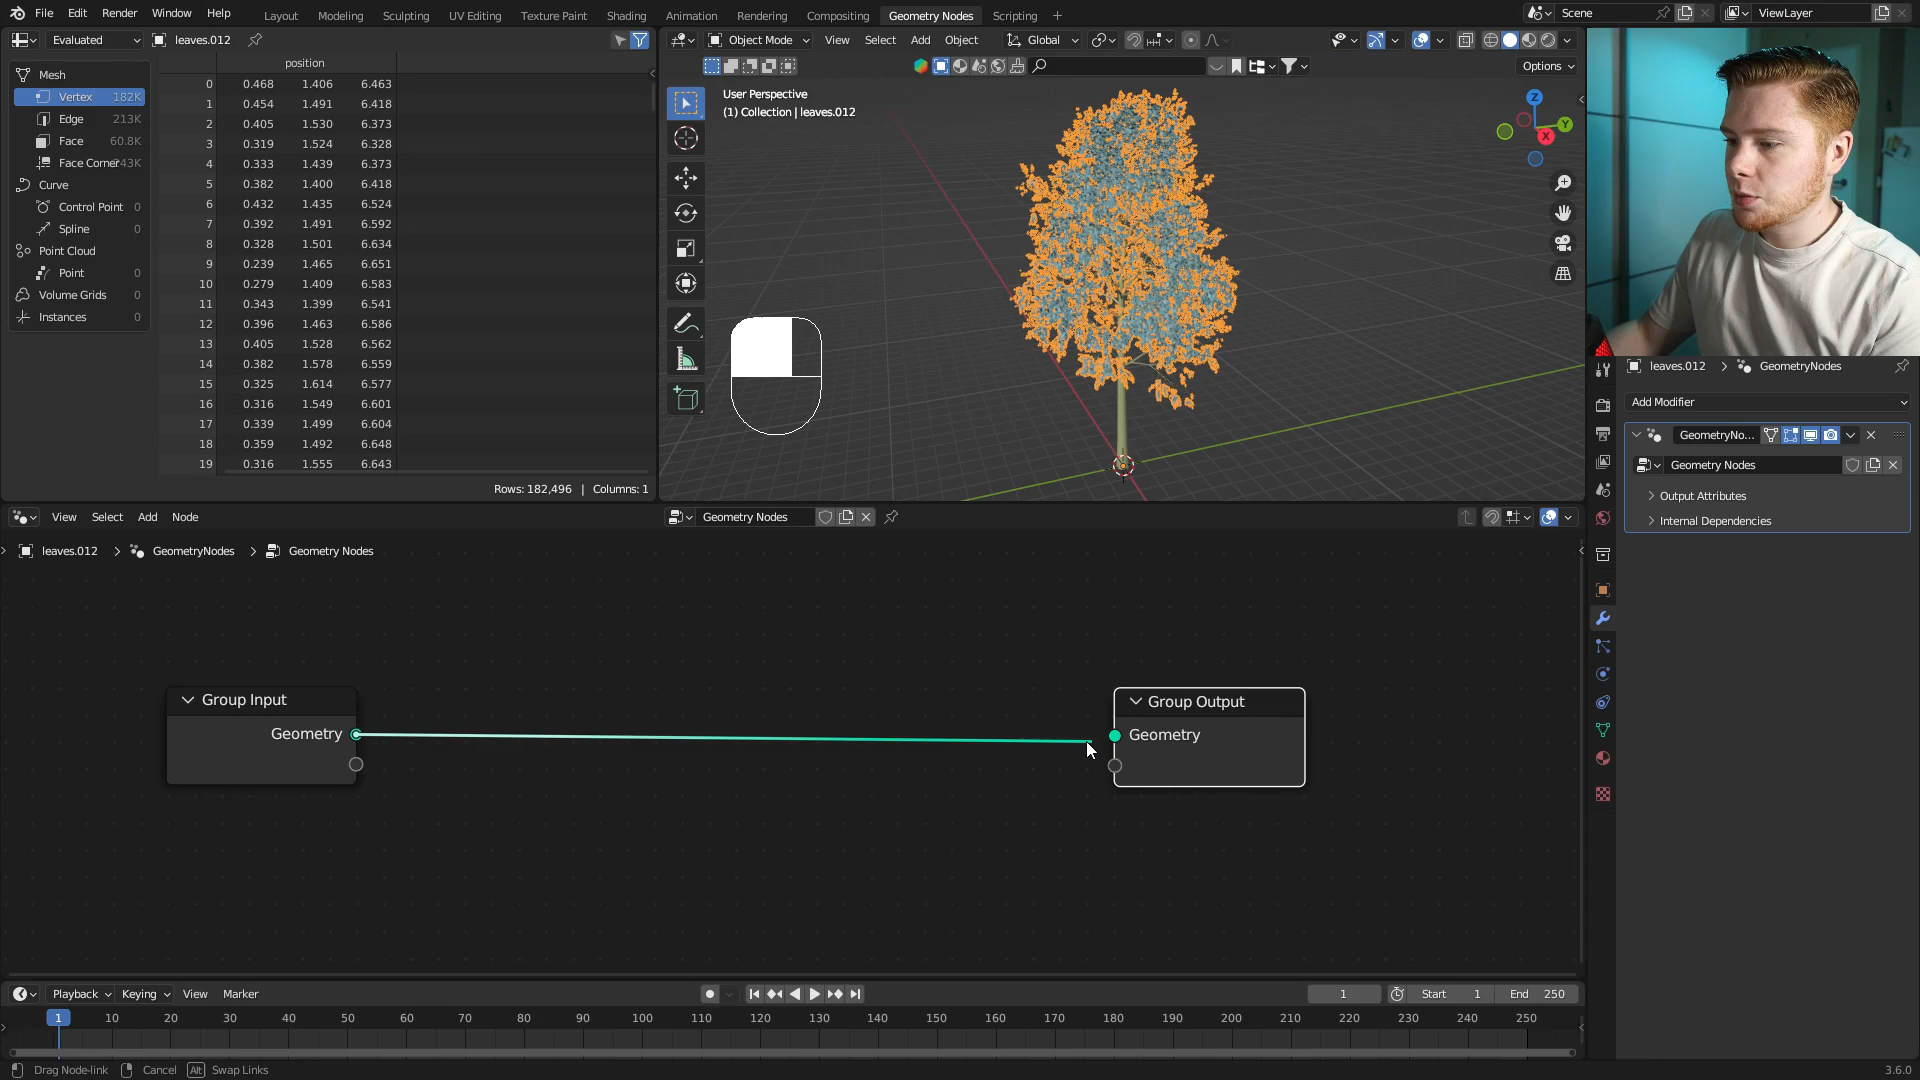 File Edit Render Window Help
Layout Modeling Sculpting UV Editing Texture Paint Shading Animation Rendering Compositing Geometry Nodes Scripting +
Scene
ViewLayer
Evaluated
leaves.012
Mesh
Vertex 182K
Edge 213K
Face 60.8K
Face Corner 43K
Curve
Control Point 0
Spline 0
Point Cloud
Point 0
Volume Grids 0
Instances 0
position
0 0.468 1.406 6.463
1 0.454 1.491 6.418
2 0.405 1.530 6.373
3 0.319 1.524 6.328
4 0.333 1.439 6.373
5 0.382 1.400 6.418
6 0.432 1.435 6.524
7 0.392 1.491 6.592
8 0.328 1.501 6.634
9 0.239 1.465 6.651
10 0.279 1.409 6.583
11 0.343 1.399 6.541
12 0.396 1.463 6.586
13 0.405 1.528 6.562
14 0.382 1.578 6.559
15 0.325 1.614 6.577
16 0.316 1.549 6.601
17 0.339 1.499 6.604
18 0.359 1.492 6.648
19 0.316 1.555 6.643
Rows: 182,496 | Columns: 1
Object Mode View Select Add Object Global
Options
User Perspective
(1) Collection | leaves.012
Z
Y
X
leaves.012 GeometryNodes
Add Modifier
GeometryNo...
Geometry Nodes
Output Attributes
Internal Dependencies
View Select Add Node
Geometry Nodes
leaves.012 GeometryNodes Geometry Nodes
Group Input
Geometry
Group Output
Geometry
Playback Keying View Marker
1 Start 1 End 250
1 10 20 30 40 50 60 70 80 90 100 110 120 130 140 150 160 170 180 190 200 210 220 230 240 250
Drag Node-link Cancel Alt Swap Links
3.6.0